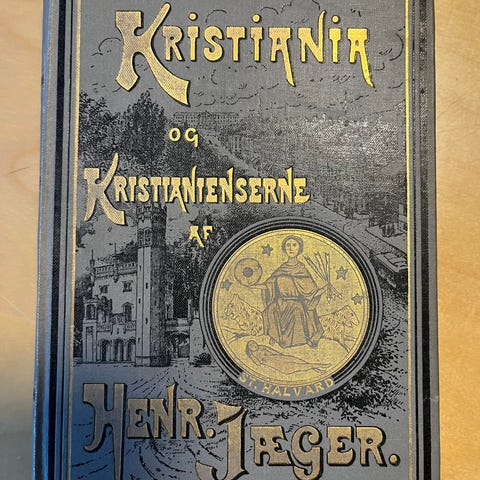 KRISTIANIA
OG
KRISTIANIENSERNE
AF
ST. HALVARD
HENR. JÆGER.